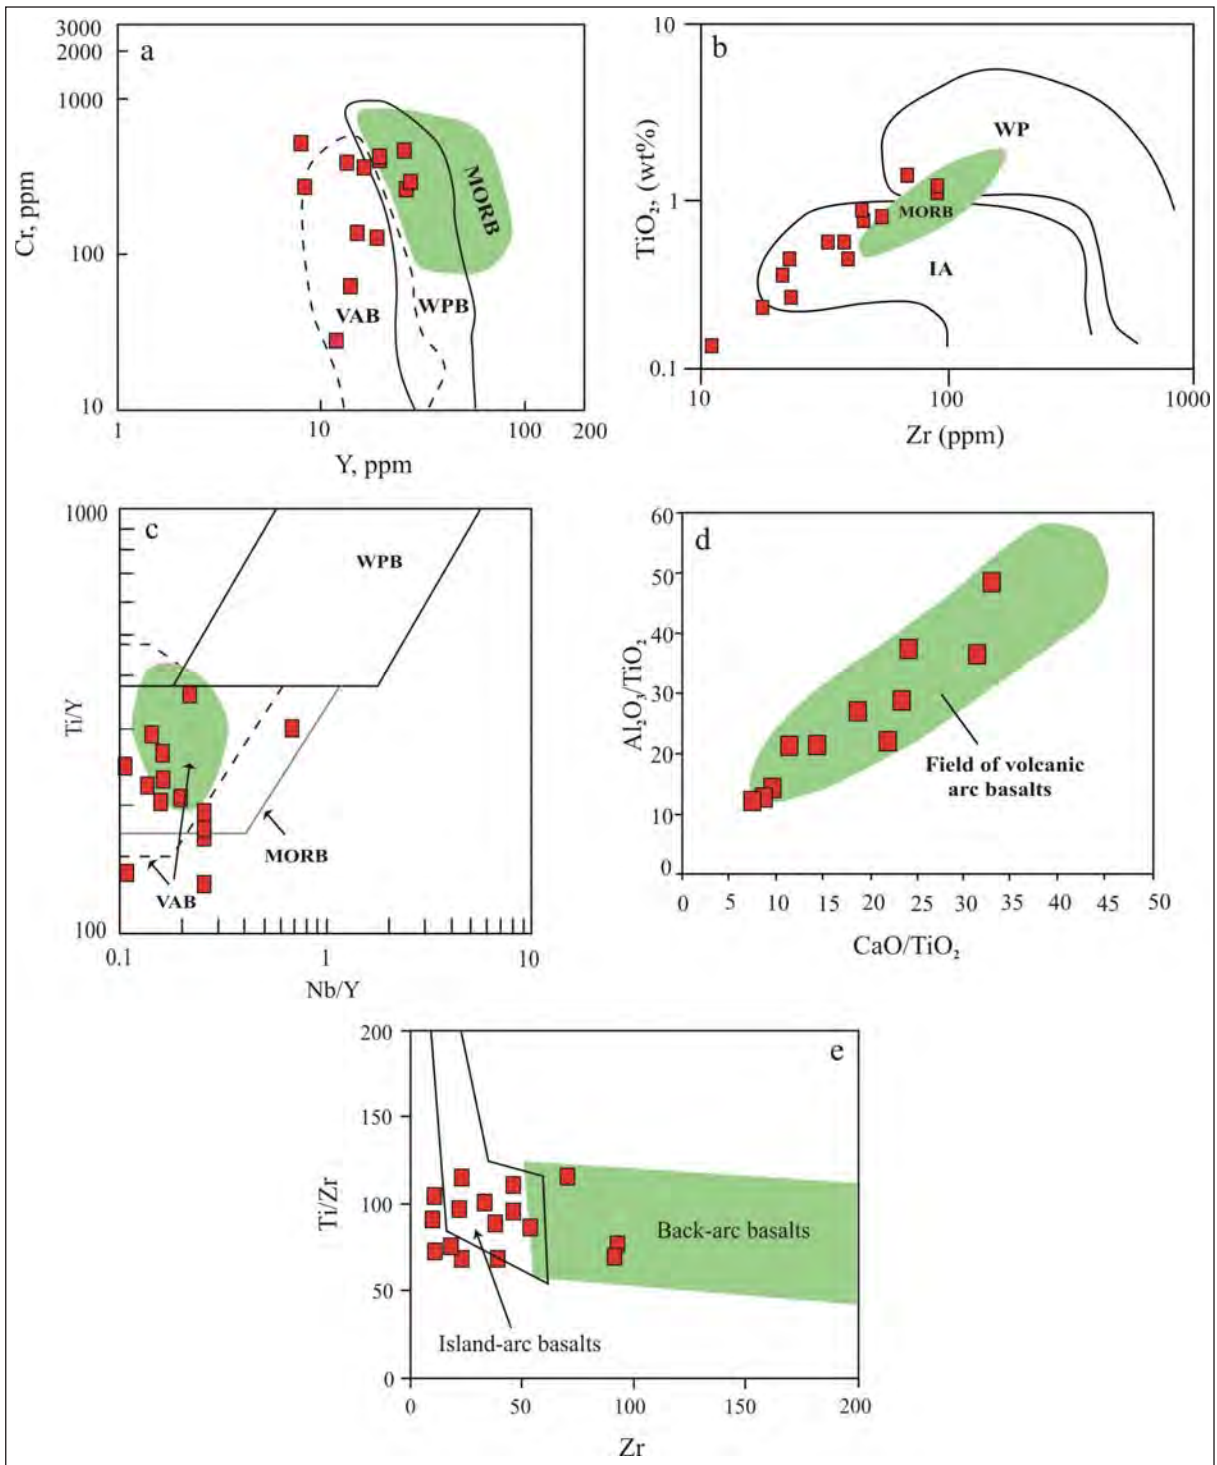 a
3000
2000
1000
100
10
Cr, ppm
MORB
VAB
WPB
1
10
100
200
Y, ppm
b
10
1
0.1
TiO₂, (wt%)
WP
MORB
IA
10
100
1000
Zr (ppm)
c
1000
100
Ti/Y
WPB
MORB
VAB
0.1
1
10
Nb/Y
d
60
50
40
30
20
10
0
Al₂O₃/TiO₂
Field of volcanic
arc basalts
0
5
10
15
20
25
30
35
40
45
50
CaO/TiO₂
e
200
150
100
50
0
Ti/Zr
Back-arc basalts
Island-arc basalts
0
50
100
150
200
Zr